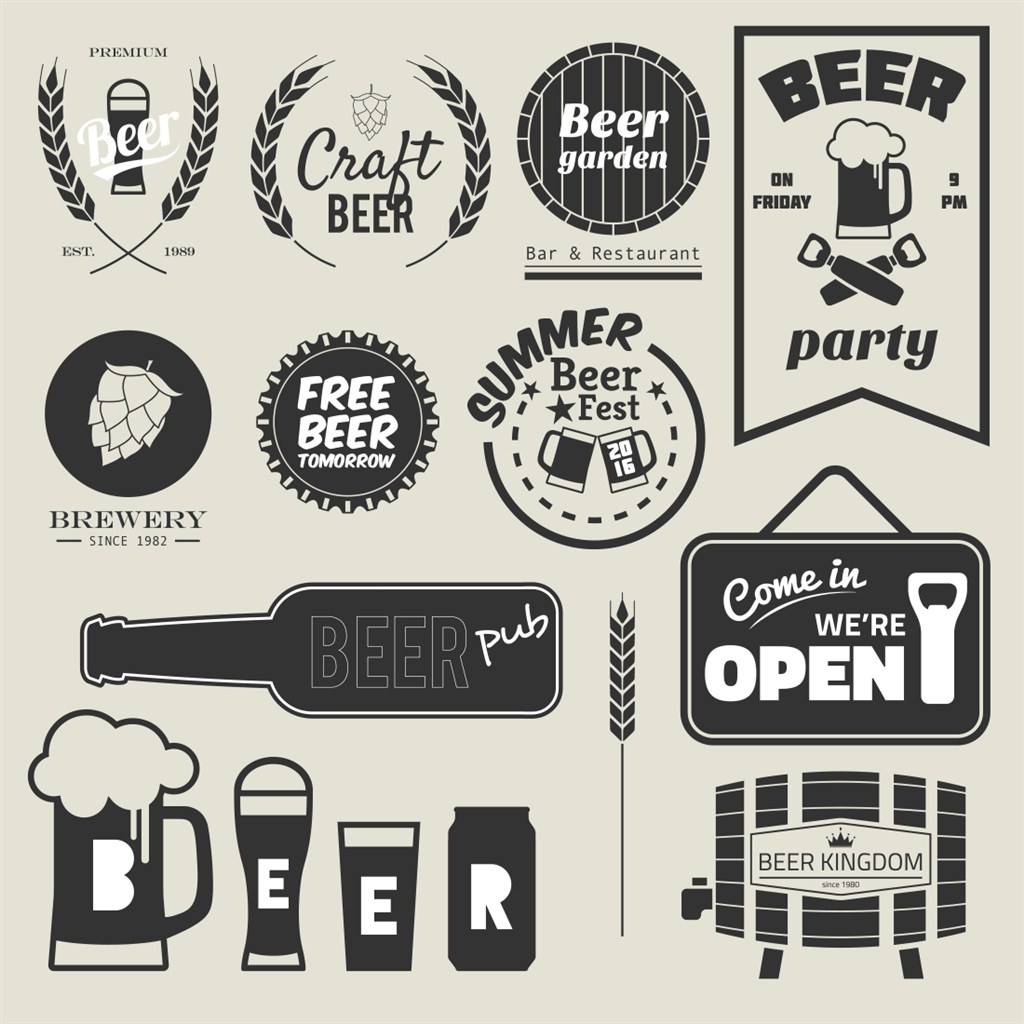 PREMIUM
Beer
EST. 1989
Craft
BEER
Beer
garden
Bar & Restaurant
BEER
ON
FRIDAY
9
PM
party
BREWERY
SINCE 1982
FREE
BEER
TOMORROW
SUMMER
Beer
Fest
20
16
Come in
WE'RE
OPEN
BEER pub
B E E R
BEER KINGDOM
since 1980